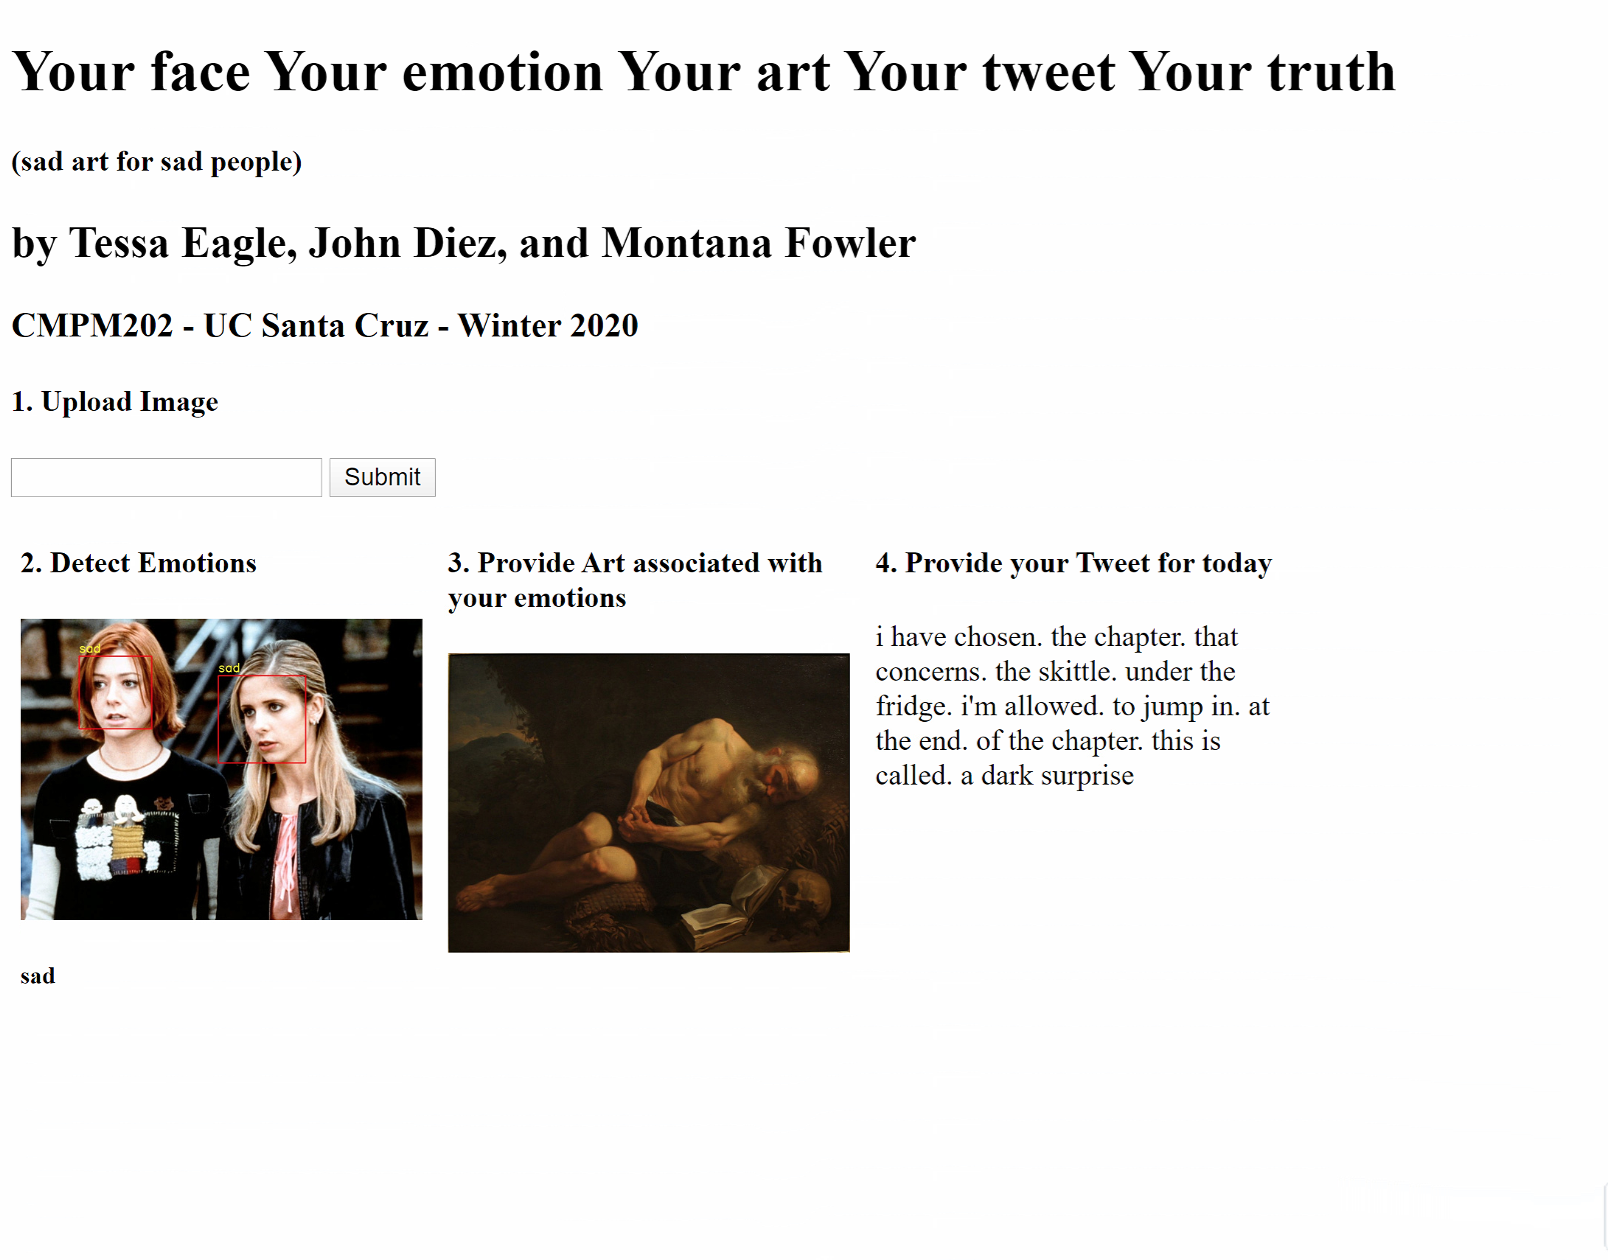 Your face Your emotion Your art Your tweet Your truth
(sad art for sad people)
by Tessa Eagle, John Diez, and Montana Fowler
CMPM202 - UC Santa Cruz - Winter 2020
1. Upload Image
Submit
2. Detect Emotions
sad
sad
sad
3. Provide Art associated with
your emotions
4. Provide your Tweet for today
i have chosen. the chapter. that
concerns. the skittle. under the
fridge. i'm allowed. to jump in. at
the end. of the chapter. this is
called. a dark surprise